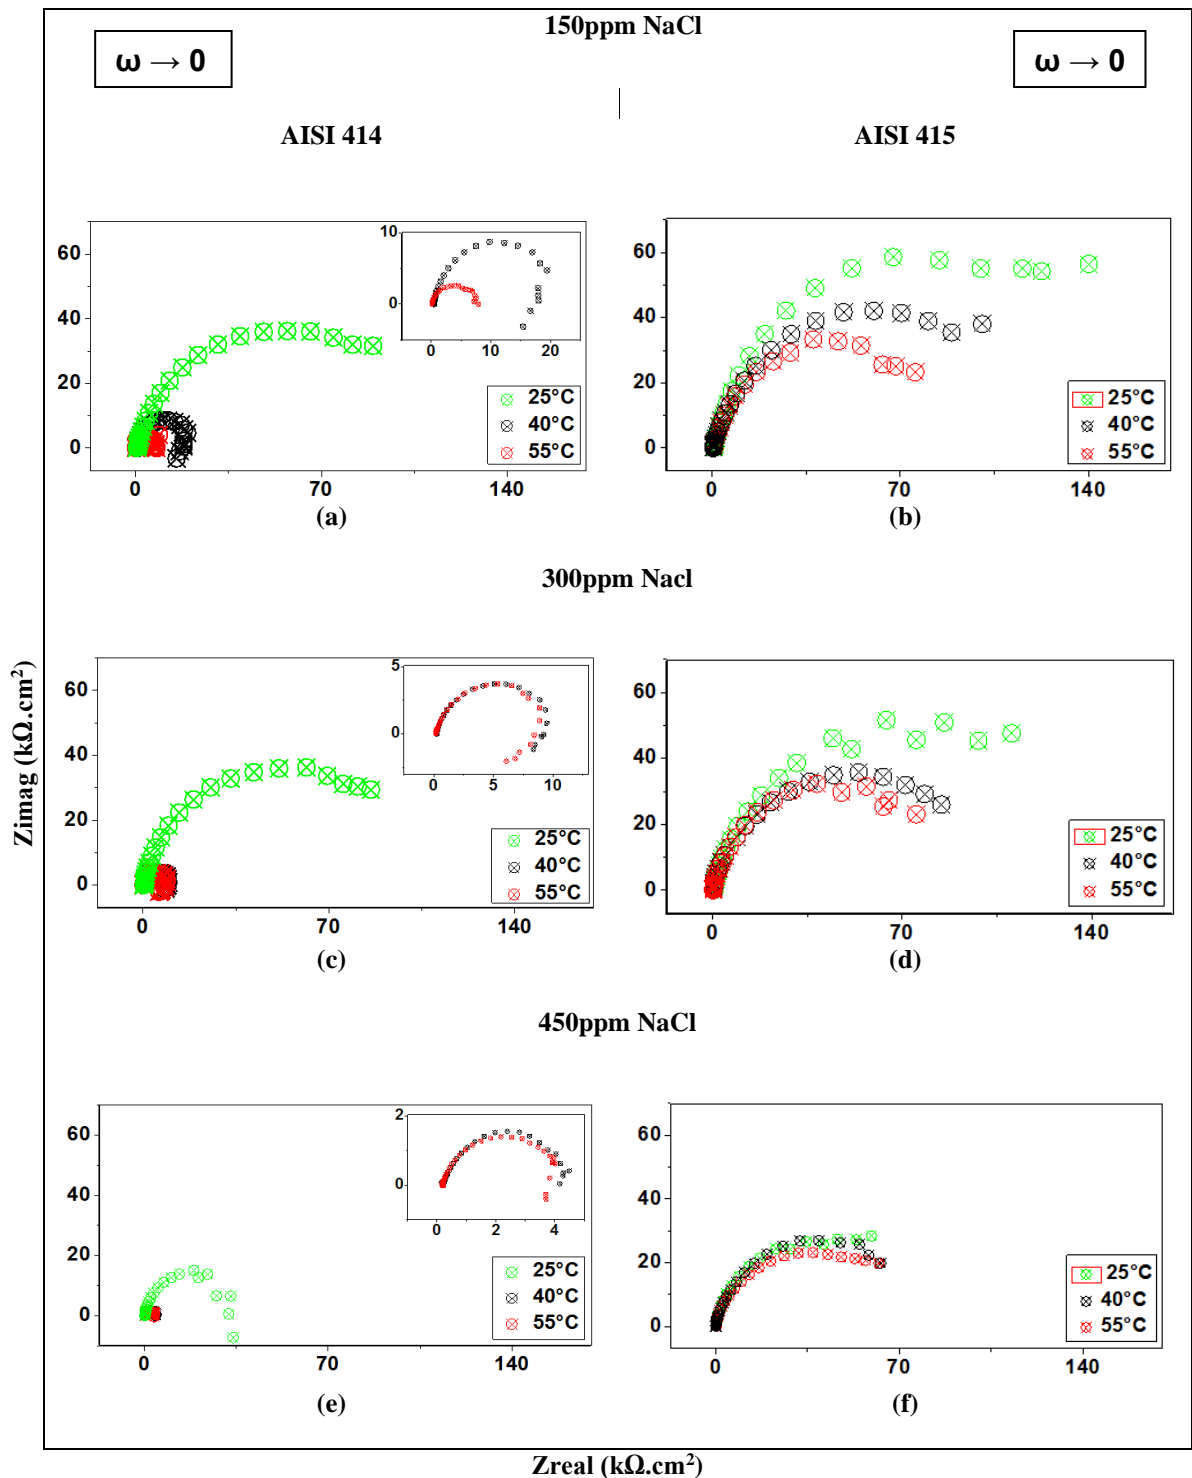 150ppm NaCl
ω → 0
ω → 0
AISI 414
AISI 415
60
40
20
0
0
70
140
10
5
0
0
10
20
25°C
40°C
55°C
(a)
60
40
20
0
0
70
140
25°C
40°C
55°C
(b)
300ppm Nacl
Zimag (kΩ.cm²)
60
40
20
0
0
70
140
5
0
0
5
10
25°C
40°C
55°C
(c)
60
40
20
0
0
70
140
25°C
40°C
55°C
(d)
450ppm NaCl
60
40
20
0
0
70
140
2
1
0
0
2
4
25°C
40°C
55°C
(e)
60
40
20
0
0
70
140
25°C
40°C
55°C
(f)
Zreal (kΩ.cm²)